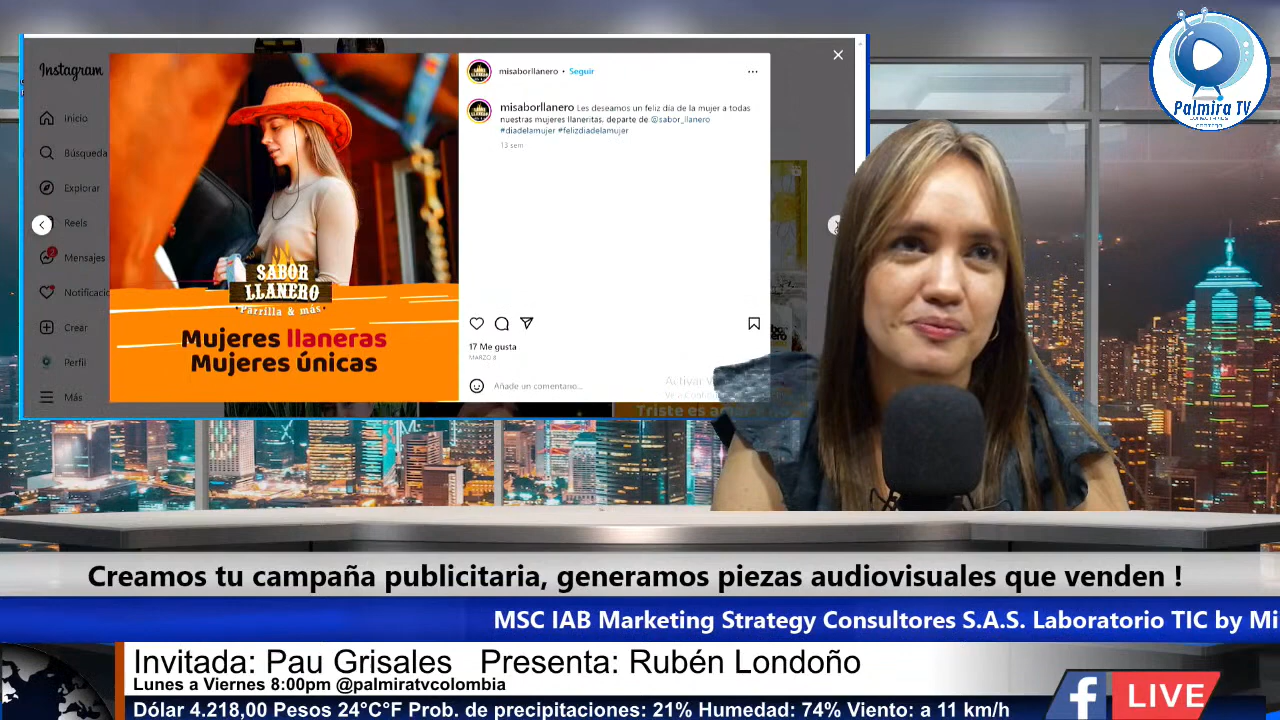 Instagram
Inicio
Búsqueda
Explorar
Reels
Mensajes
2
Notificacio
Crear
Perfil
Más
SABOR
LLANERO
Parrilla & más
Mujeres llaneras
Mujeres únicas
misaborllanero • Seguir
misaborllanero Les deseamos un feliz día de la mujer a todas
nuestras mujeres llaneritas. departe de @sabor_llanero
#diadelamujer #felizdiadelamujer
13 sem
17 Me gusta
MARZO 8
Añade un comentario...
Activar
Triste es
Palmira TV
Creamos tu campaña publicitaria, generamos piezas audiovisuales que venden !
MSC IAB Marketing Strategy Consultores S.A.S. Laboratorio TIC by Mi
Invitada: Pau Grisales Presenta: Rubén Londoño
Lunes a Viernes 8:00pm @palmiratvcolombia
Dólar 4.218,00 Pesos 24°C°F Prob. de precipitaciones: 21% Humedad: 74% Viento: a 11 km/h
f LIVE